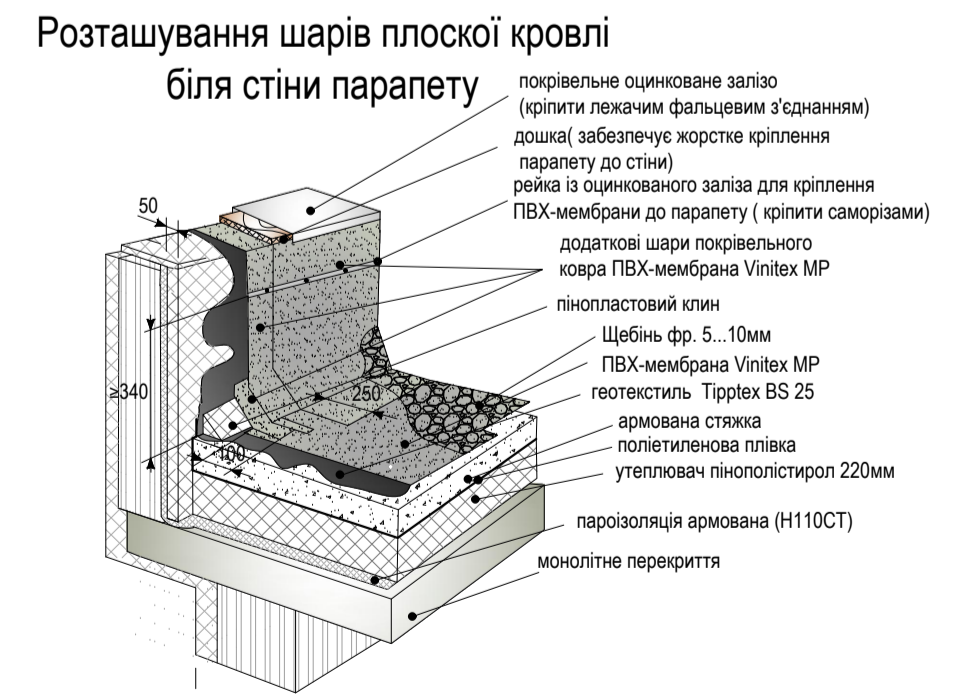 Розташування шарів плоскої кровлі
біля стіни парапету
покрівельне оцинковане залізо
(кріпити лежачим фальцевим з'єднанням)
дошка( забезпечує жорстке кріплення
парапету до стіни)
рейка із оцинкованого заліза для кріплення
ПВХ-мембрани до парапету ( кріпити саморізами)
50
додаткові шари покрівельного
ковра ПВХ-мембрана Vinitex MP
пінопластовий клин
Щебінь фр. 5...10мм
ПВХ-мембрана Vinitex MP
≥340
250
геотекстиль Tipptex BS 25
армована стяжка
поліетиленова плівка
100
утеплювач пінополістирол 220мм
пароізоляція армована (Н110СТ)
монолітне перекриття